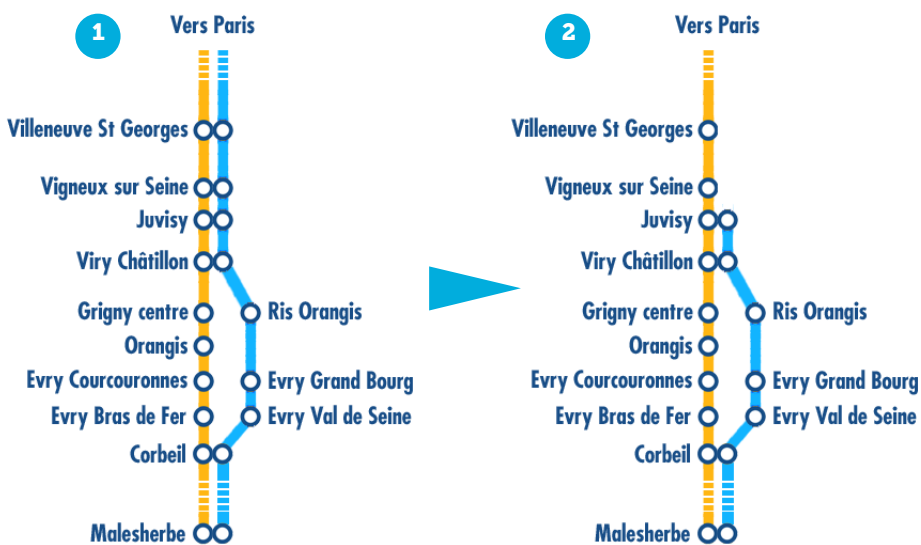 1
Vers Paris
Villeneuve St Georges
Vigneux sur Seine
Juvisy
Viry Châtillon
Grigny centre
Ris Orangis
Orangis
Evry Courcouronnes
Evry Grand Bourg
Evry Bras de Fer
Evry Val de Seine
Corbeil
Malesherbe
2
Vers Paris
Villeneuve St Georges
Vigneux sur Seine
Juvisy
Viry Châtillon
Grigny centre
Ris Orangis
Orangis
Evry Courcouronnes
Evry Grand Bourg
Evry Bras de Fer
Evry Val de Seine
Corbeil
Malesherbe